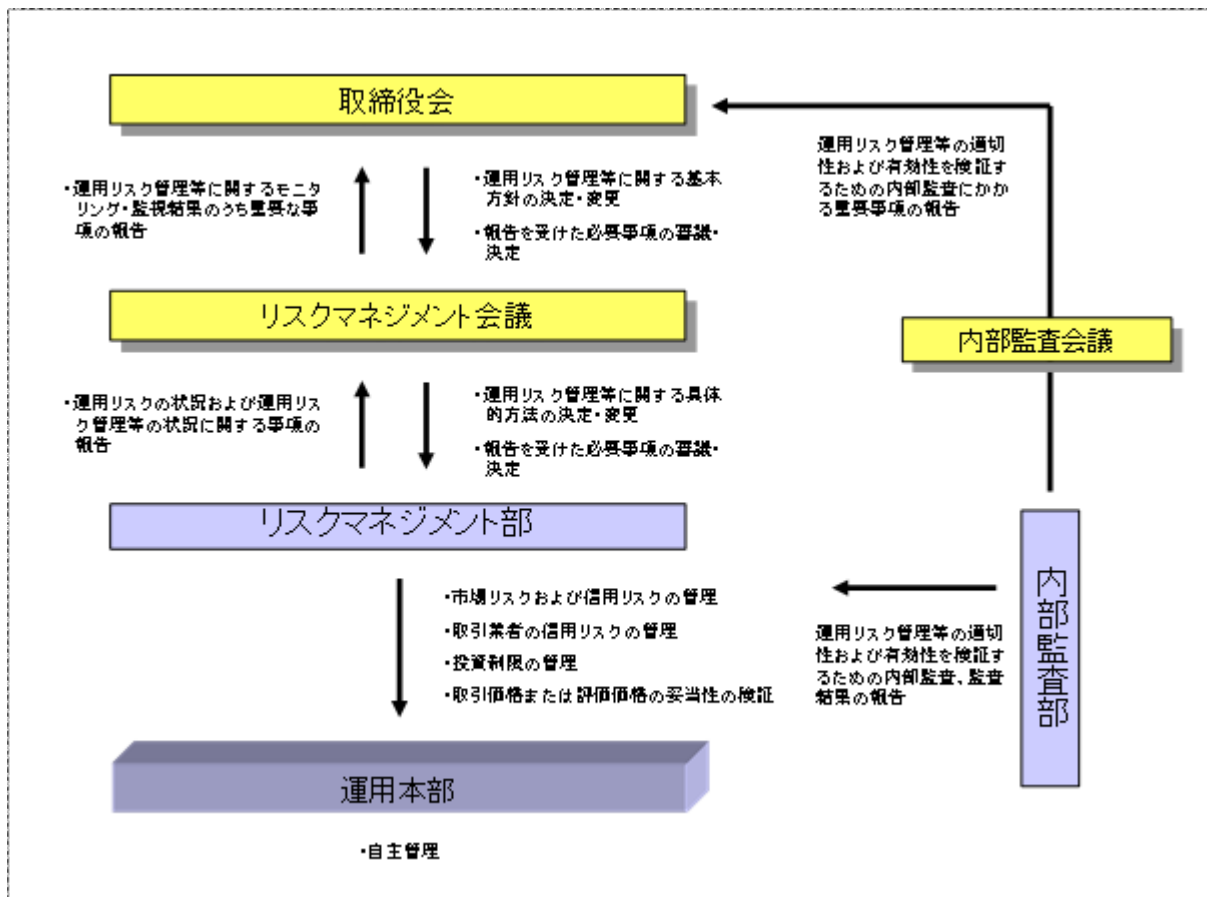 取締役会
・運用リスク管理等に関するモニ
タリング・監視結果のうち重要な事
項の報告
・運用リスク管理等に関する基本
方針の決定・変更
・報告を受けた必要事項の審議・
決定
運用リスク管理等の適切
性および有効性を検証す
るための内部監査にかか
る重要事項の報告
リスクマネジメント会議
内部監査会議
・運用リスクの状況および運用リス
ク管理等の状況に関する事項の
報告
・運用リスク管理等に関する具体
的方法の決定・変更
・報告を受けた必要事項の審議・
決定
リスクマネジメント部
内部監査部
・市場リスクおよび信用リスクの管理
・取引業者の信用リスクの管理
・投資制限の管理
・取引価格または評価価格の妥当性の検証
運用リスク管理等の適切
性および有効性を検証す
るための内部監査、監査
結果の報告
運用本部
・自主管理